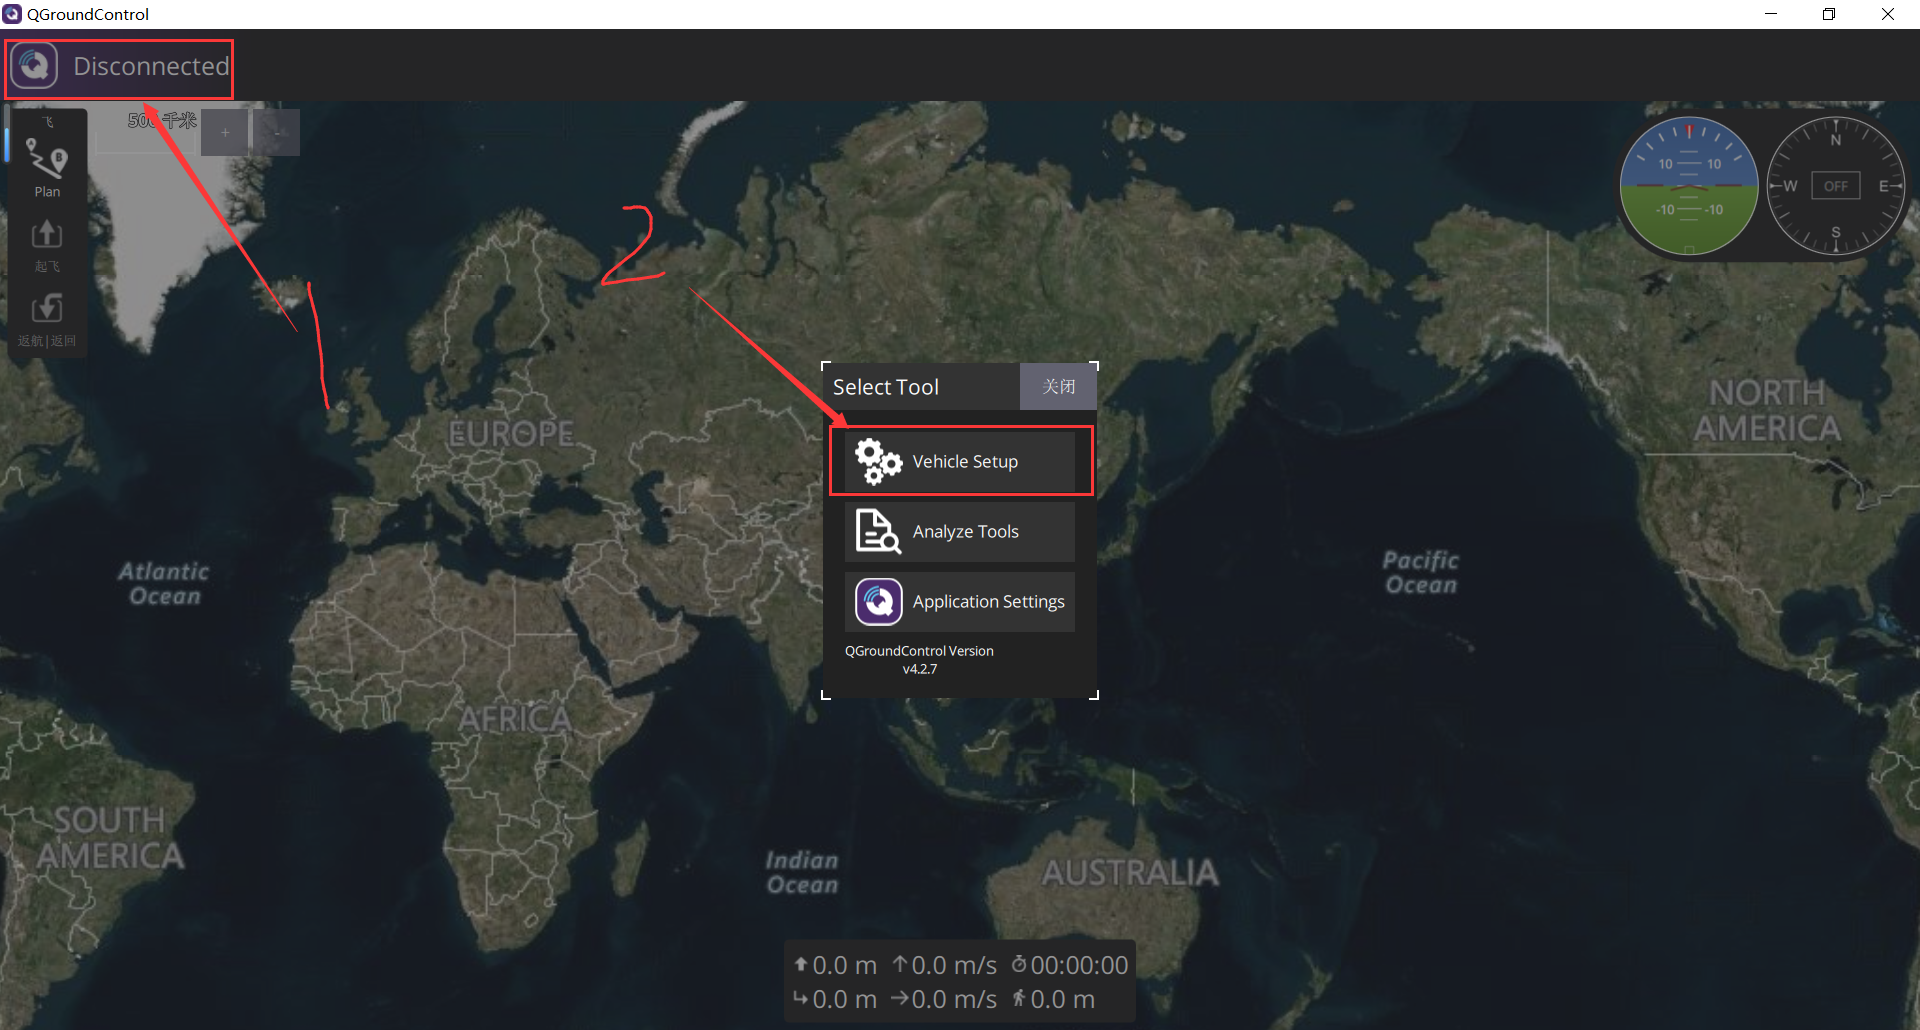 QGroundControl
Disconnected
飞
500 千米
+
-
Plan
起飞
返航|返回
1
2
10 10
-10 -10
N
W OFF E
S
Select Tool
关闭
Vehicle Setup
Analyze Tools
Application Settings
QGroundControl Version
v4.2.7
EUROPE
NORTH
AMERICA
Atlantic
Ocean
Pacific
Ocean
AFRICA
SOUTH
AMERICA
Indian
Ocean
AUSTRALIA
0.0 m 0.0 m/s 00:00:00
0.0 m 0.0 m/s 0.0 m